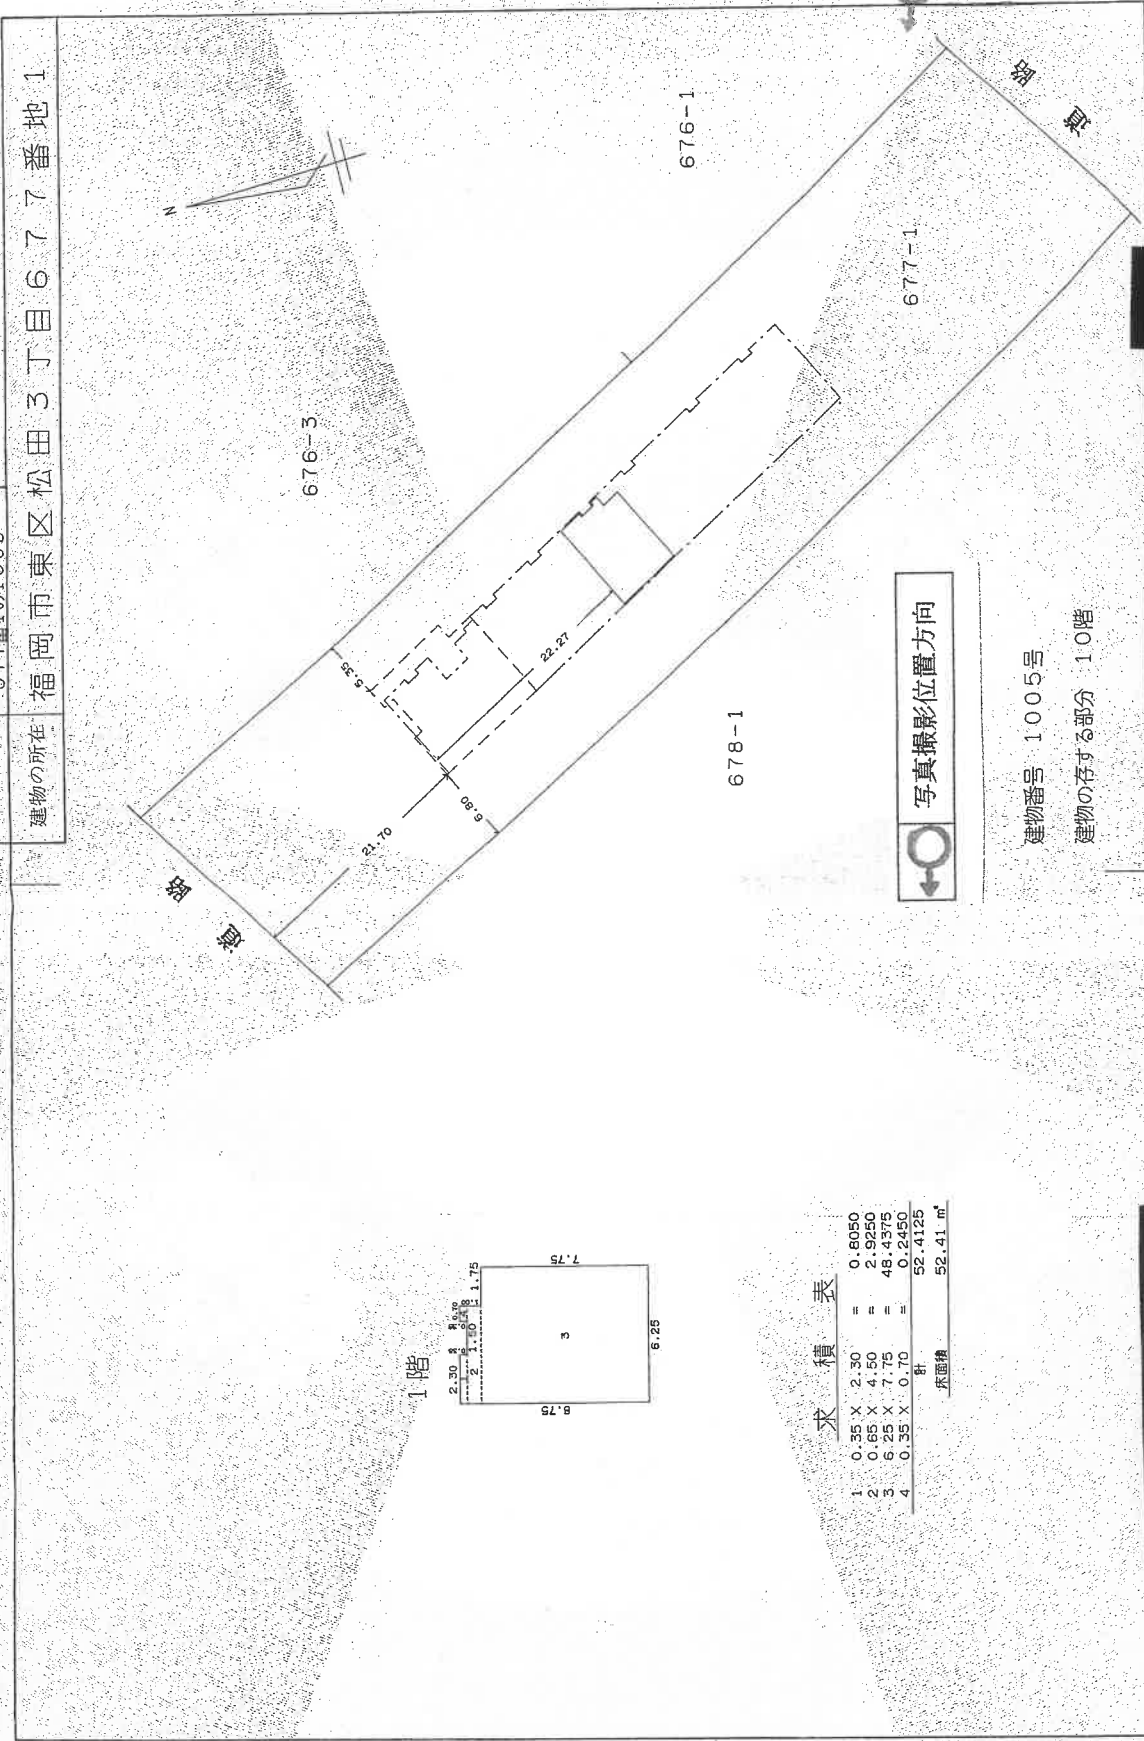 建物の所在 福岡市東区松田3丁目677番地1
N
676-3
676-1
677-1
678-1
道路
道路
5.35
6.80
21.70
22.27
写真撮影位置方向
建物番号 1005号
建物の存する部分 10階
1階
2.30
1.50
0.70
1.75
2
3
8.75
7.75
6.25
求積表
1 0.35 X 2.30 = 0.8050
2 0.65 X 4.50 = 2.9250
3 6.25 X 7.75 = 48.4375
4 0.35 X 0.70 = 0.2450
計 52.4125
床面積 52.41 ㎡